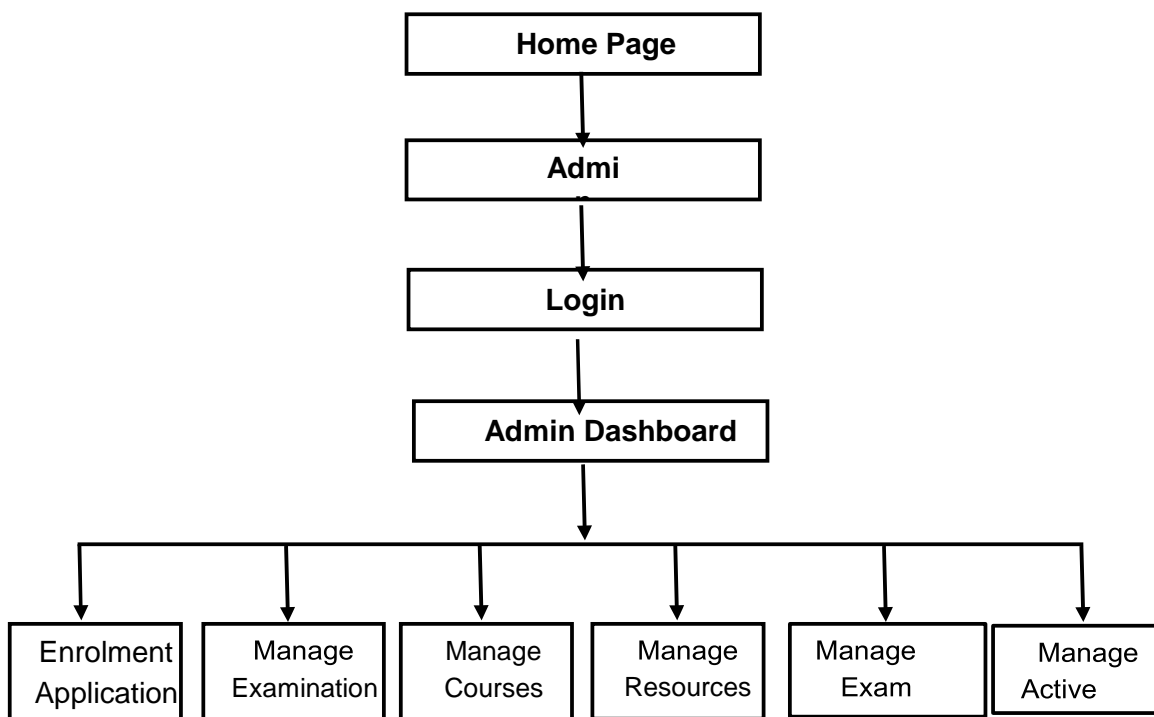 Home Page
Admi
Login
Admin Dashboard
Enrolment
Application
Manage
Examination
Manage
Courses
Manage
Resources
Manage
Exam
Manage
Active